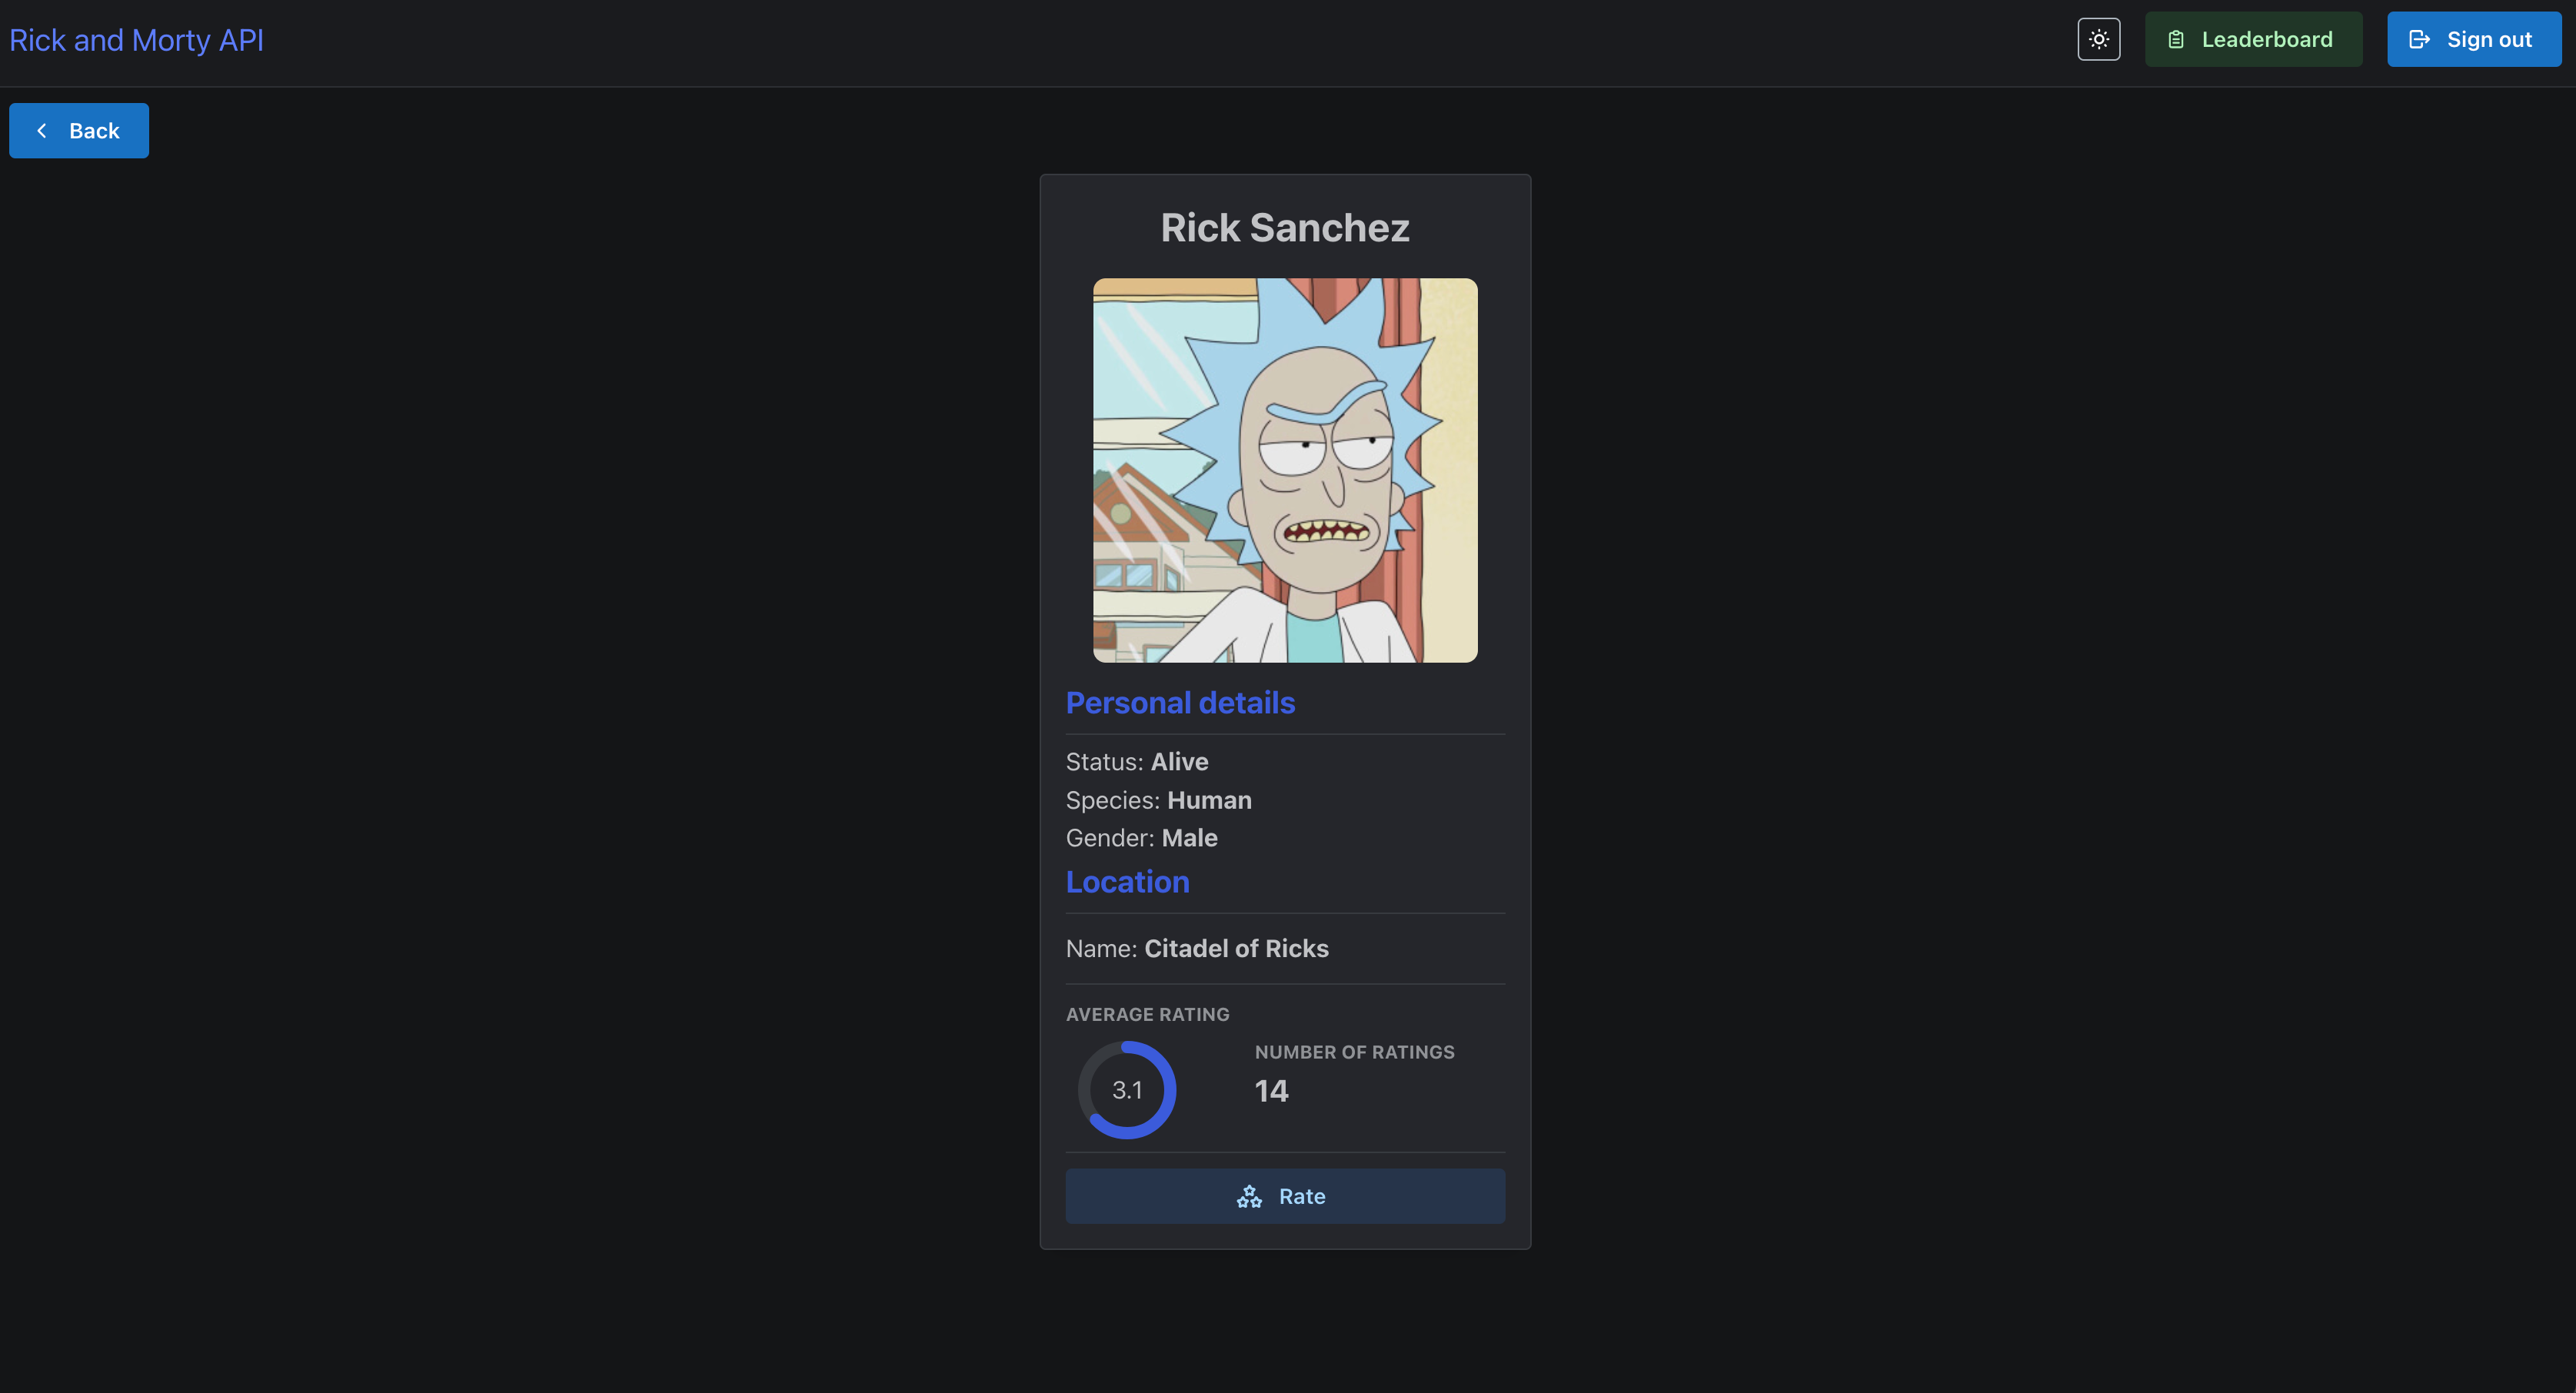 Rick and Morty API
Leaderboard
Sign out
Back
Rick Sanchez
Personal details
Status: Alive
Species: Human
Gender: Male
Location
Name: Citadel of Ricks
AVERAGE RATING
NUMBER OF RATINGS
3.1
14
Rate